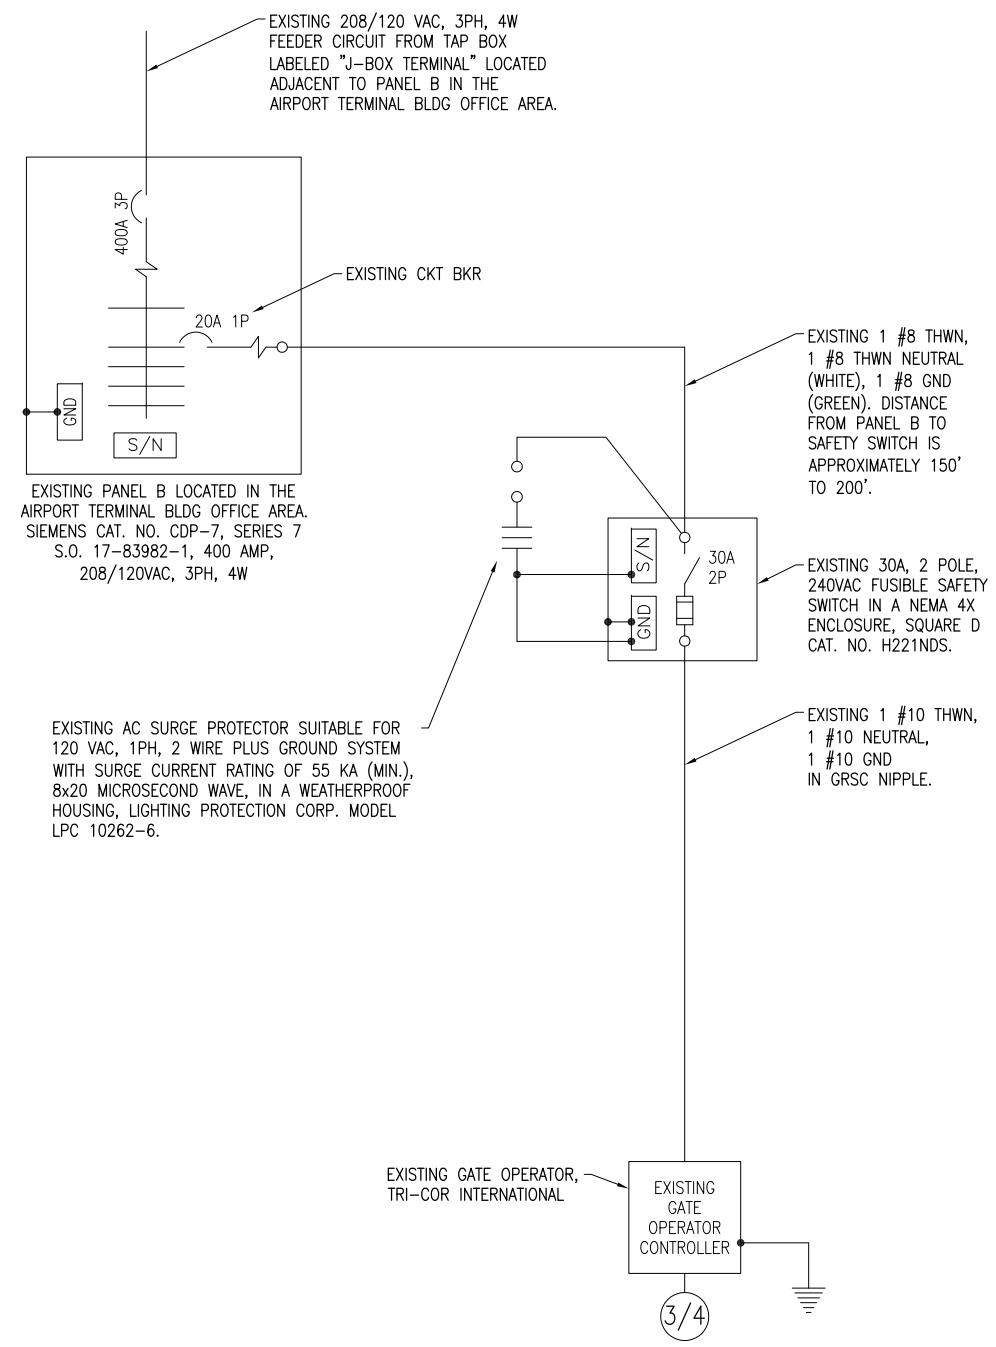 EXISTING 208/120 VAC, 3PH, 4W
FEEDER CIRCUIT FROM TAP BOX
LABELED "J-BOX TERMINAL" LOCATED
ADJACENT TO PANEL B IN THE
AIRPORT TERMINAL BLDG OFFICE AREA.
400A 3P
EXISTING CKT BKR
20A 1P
GND
S/N
EXISTING PANEL B LOCATED IN THE
AIRPORT TERMINAL BLDG OFFICE AREA.
SIEMENS CAT. NO. CDP-7, SERIES 7
S.O. 17-83982-1, 400 AMP,
208/120VAC, 3PH, 4W
EXISTING 1 #8 THWN,
1 #8 THWN NEUTRAL
(WHITE), 1 #8 GND
(GREEN). DISTANCE
FROM PANEL B TO
SAFETY SWITCH IS
APPROXIMATELY 150'
TO 200'.
S/N
30A
2P
GND
EXISTING 30A, 2 POLE,
240VAC FUSIBLE SAFETY
SWITCH IN A NEMA 4X
ENCLOSURE, SQUARE D
CAT. NO. H221NDS.
EXISTING AC SURGE PROTECTOR SUITABLE FOR
120 VAC, 1PH, 2 WIRE PLUS GROUND SYSTEM
WITH SURGE CURRENT RATING OF 55 KA (MIN.),
8x20 MICROSECOND WAVE, IN A WEATHERPROOF
HOUSING, LIGHTING PROTECTION CORP. MODEL
LPC 10262-6.
EXISTING 1 #10 THWN,
1 #10 NEUTRAL,
1 #10 GND
IN GRSC NIPPLE.
EXISTING GATE OPERATOR,
TRI-COR INTERNATIONAL
EXISTING
GATE
OPERATOR
CONTROLLER
3/4